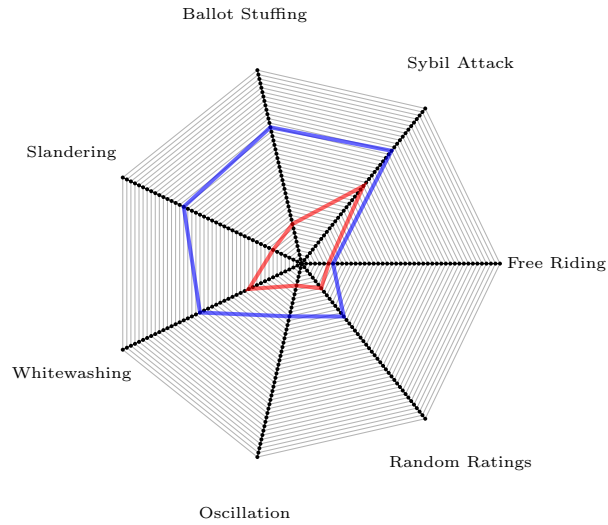 Ballot Stuffing
Sybil Attack
Slandering
Free Riding
Whitewashing
Random Ratings
Oscillation